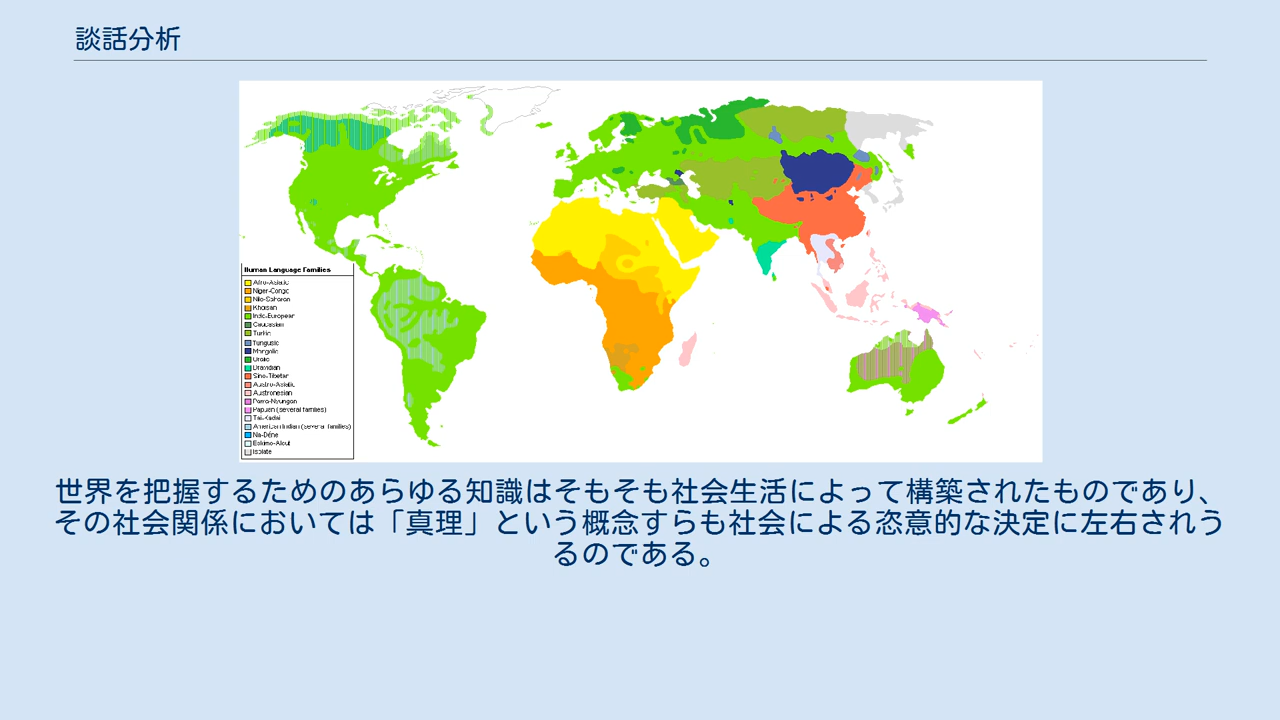 談話分析
Human Language Families
Afro-Asiatic
Niger-Congo
Nilo-Saharan
Khoisan
Indo-European
Caucasian
Turkic
Tungusic
Mongolic
Uralic
Dravidian
Sino-Tibetan
Austro-Asiatic
Austronesian
Pama-Nyungan
Papuan (several families)
Tai-Kadai
American Indian (several families)
Na-Dene
Eskimo-Aleut
Isolate
世界を把握するためのあらゆる知識はそもそも社会生活によって構築されたものであり、
その社会関係においては「真理」という概念すらも社会による恣意的な決定に左右されう
るのである。